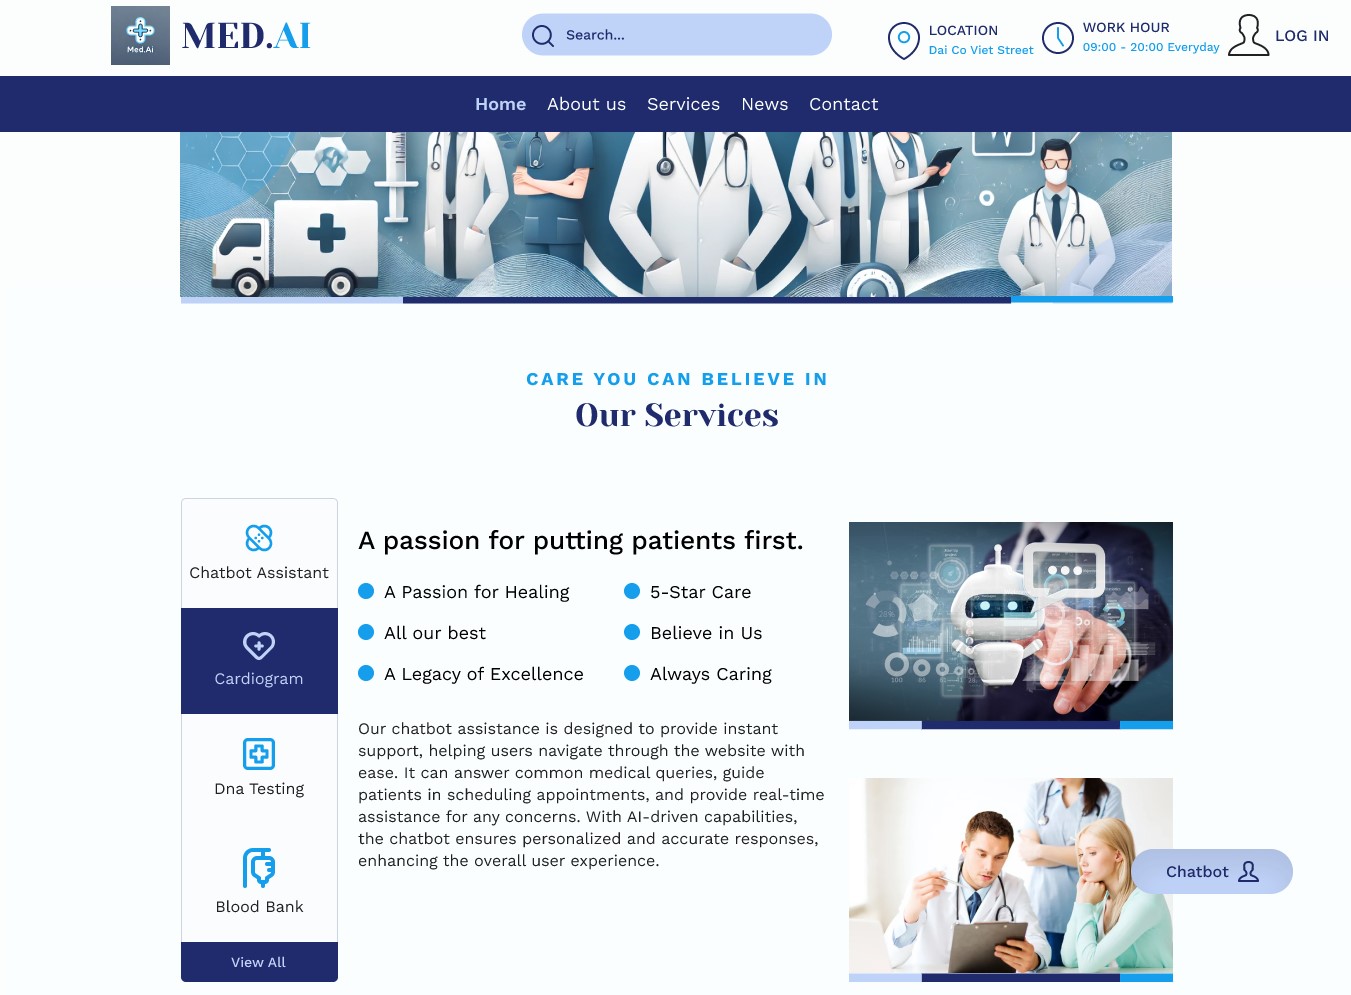 Med.Ai
MED.AI
Search...
LOCATION
Dai Co Viet Street
WORK HOUR
09:00 - 20:00 Everyday
LOG IN
Home
About us
Services
News
Contact
CARE YOU CAN BELIEVE IN
Our Services
Chatbot Assistant
Cardiogram
Dna Testing
Blood Bank
View All
A passion for putting patients first.
A Passion for Healing
5-Star Care
All our best
Believe in Us
A Legacy of Excellence
Always Caring
Our chatbot assistance is designed to provide instant
support, helping users navigate through the website with
ease. It can answer common medical queries, guide
patients in scheduling appointments, and provide real-time
assistance for any concerns. With AI-driven capabilities,
the chatbot ensures personalized and accurate responses,
enhancing the overall user experience.
Chatbot